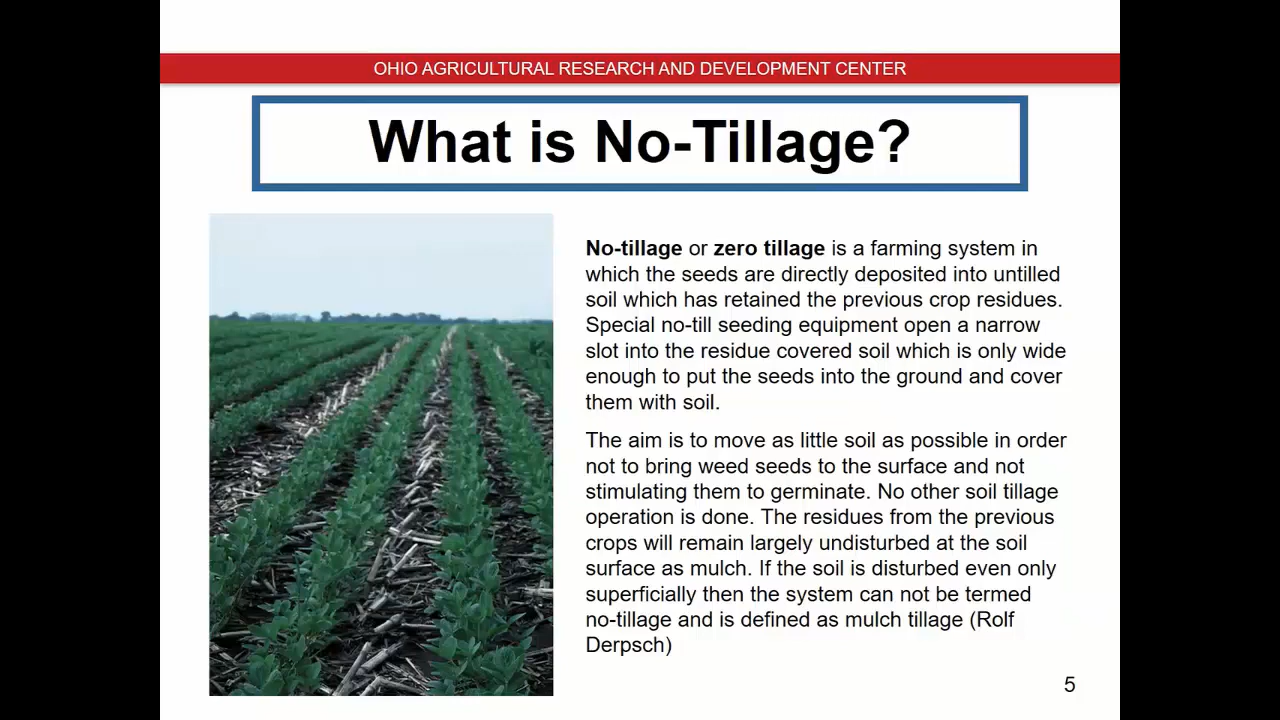 OHIO AGRICULTURAL RESEARCH AND DEVELOPMENT CENTER
What is No-Tillage?
No-tillage or zero tillage is a farming system in
which the seeds are directly deposited into untilled
soil which has retained the previous crop residues.
Special no-till seeding equipment open a narrow
slot into the residue covered soil which is only wide
enough to put the seeds into the ground and cover
them with soil.
The aim is to move as little soil as possible in order
not to bring weed seeds to the surface and not
stimulating them to germinate. No other soil tillage
operation is done. The residues from the previous
crops will remain largely undisturbed at the soil
surface as mulch. If the soil is disturbed even only
superficially then the system can not be termed
no-tillage and is defined as mulch tillage (Rolf
Derpsch)
5